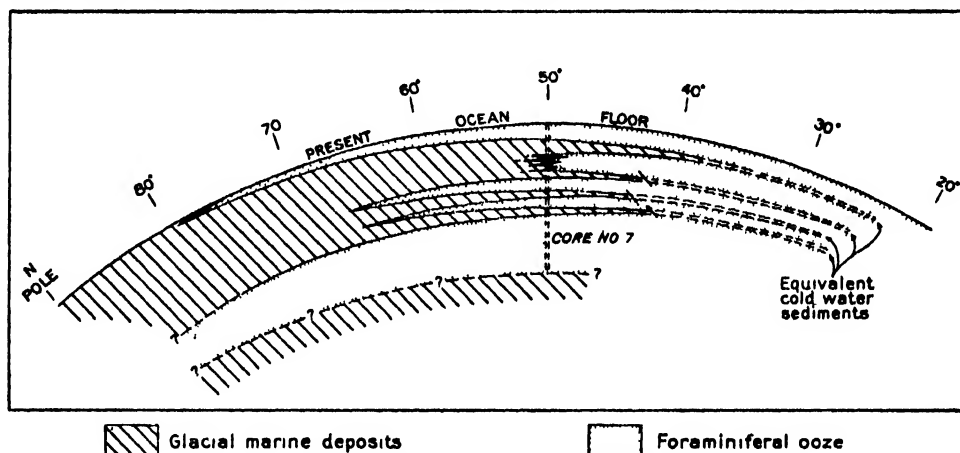 50°
60° 40°
70 PRESENT OCEAN FLOOR 30°
80° 20°
CORE NO 7
N POLE
?
?
?
?
?
?
Equivalent
cold water
sediments
Glacial marine deposits
Foraminiferal ooze